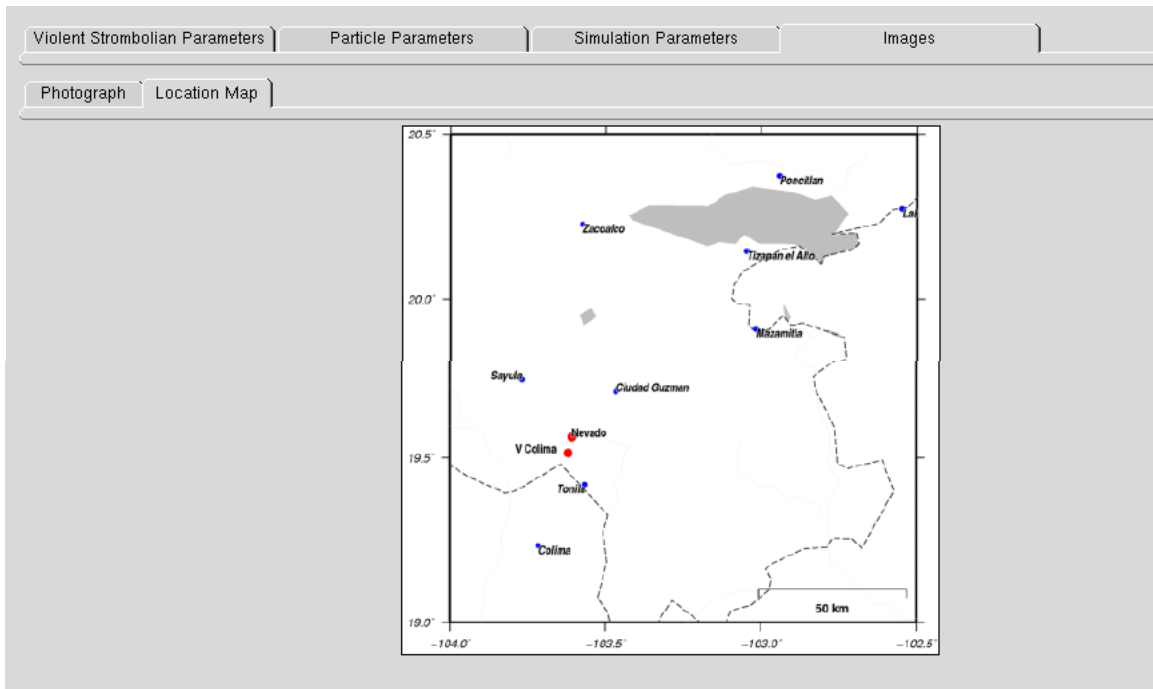 Violent Strombolian Parameters
Particle Parameters
Simulation Parameters
Images
Photograph
Location Map
20.5°
Poncitlan
La
Zacoalco
Tizapán el Alto
20.0°
Mazamitla
Sayula
Ciudad Guzman
Nevado
V Colima
19.5°
Tonila
Colima
50 km
19.0°
-104.0°
-103.5°
-103.0°
-102.5°